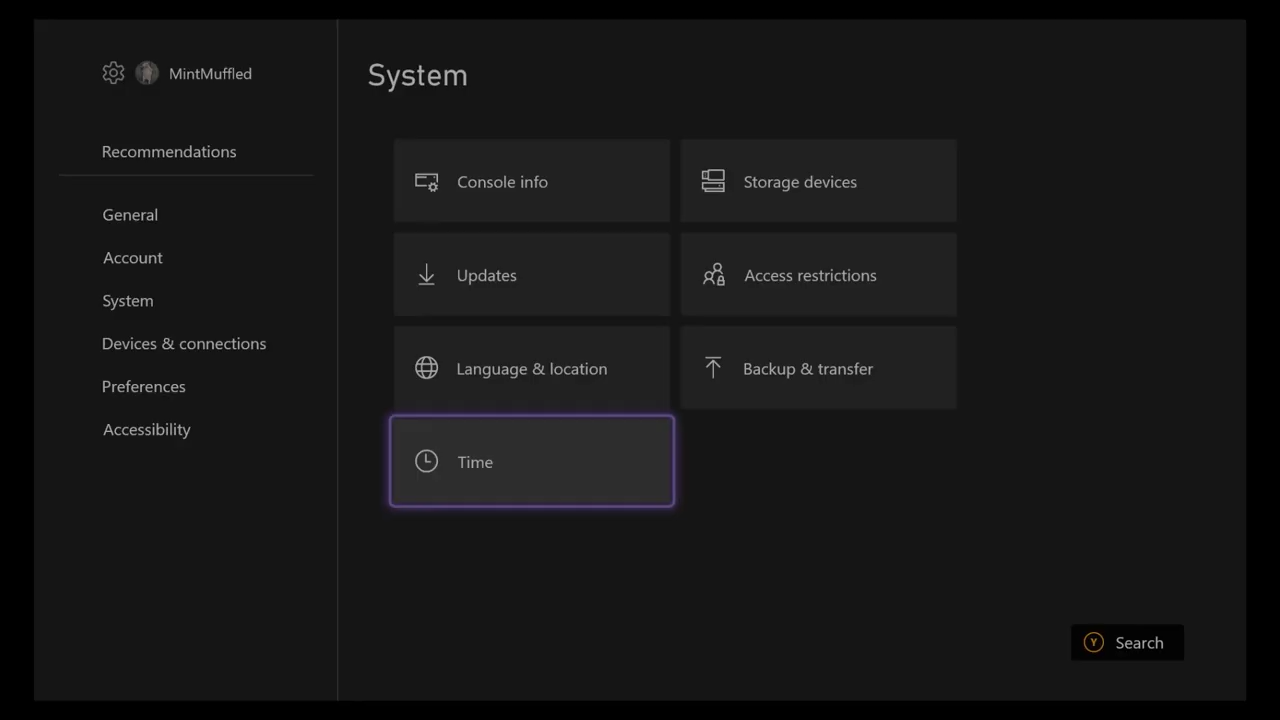 MintMuffled
Recommendations
General
Account
System
Devices & connections
Preferences
Accessibility
System
Console info
Storage devices
Updates
Access restrictions
Language & location
Backup & transfer
Time
Y Search